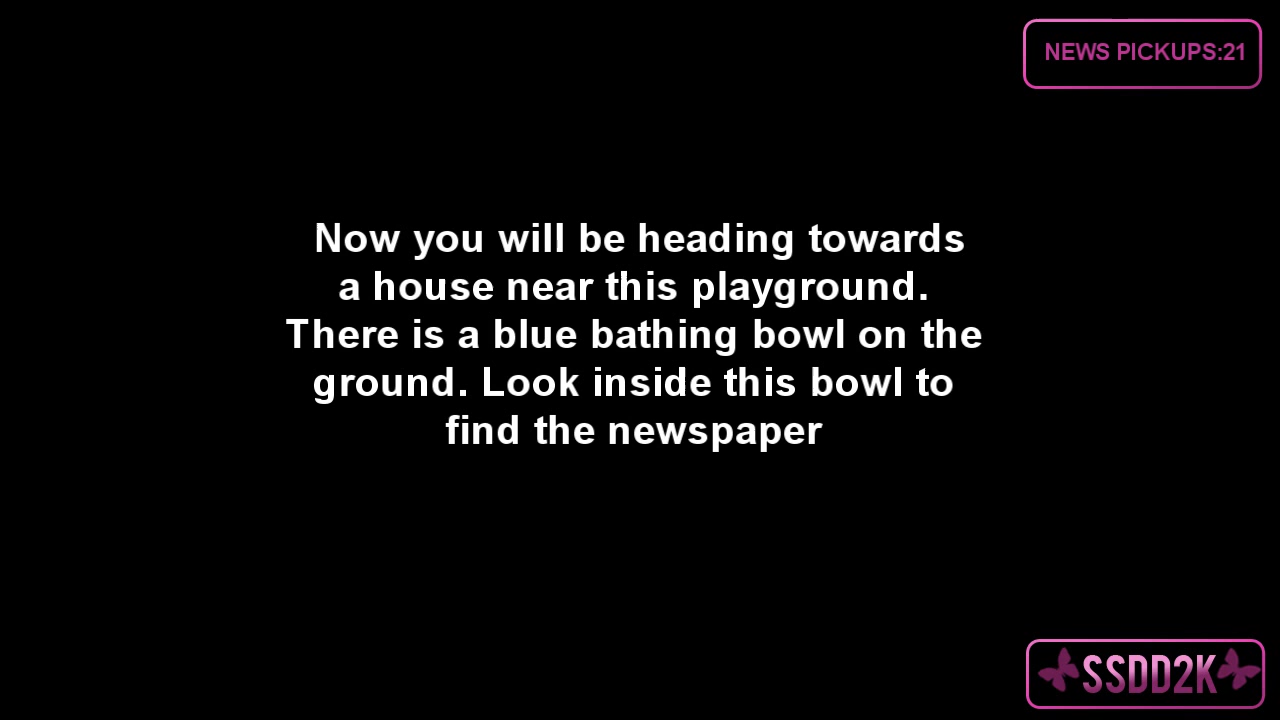 NEWS PICKUPS:21
Now you will be heading towards
a house near this playground.
There is a blue bathing bowl on the
ground. Look inside this bowl to
find the newspaper
SSDD2K